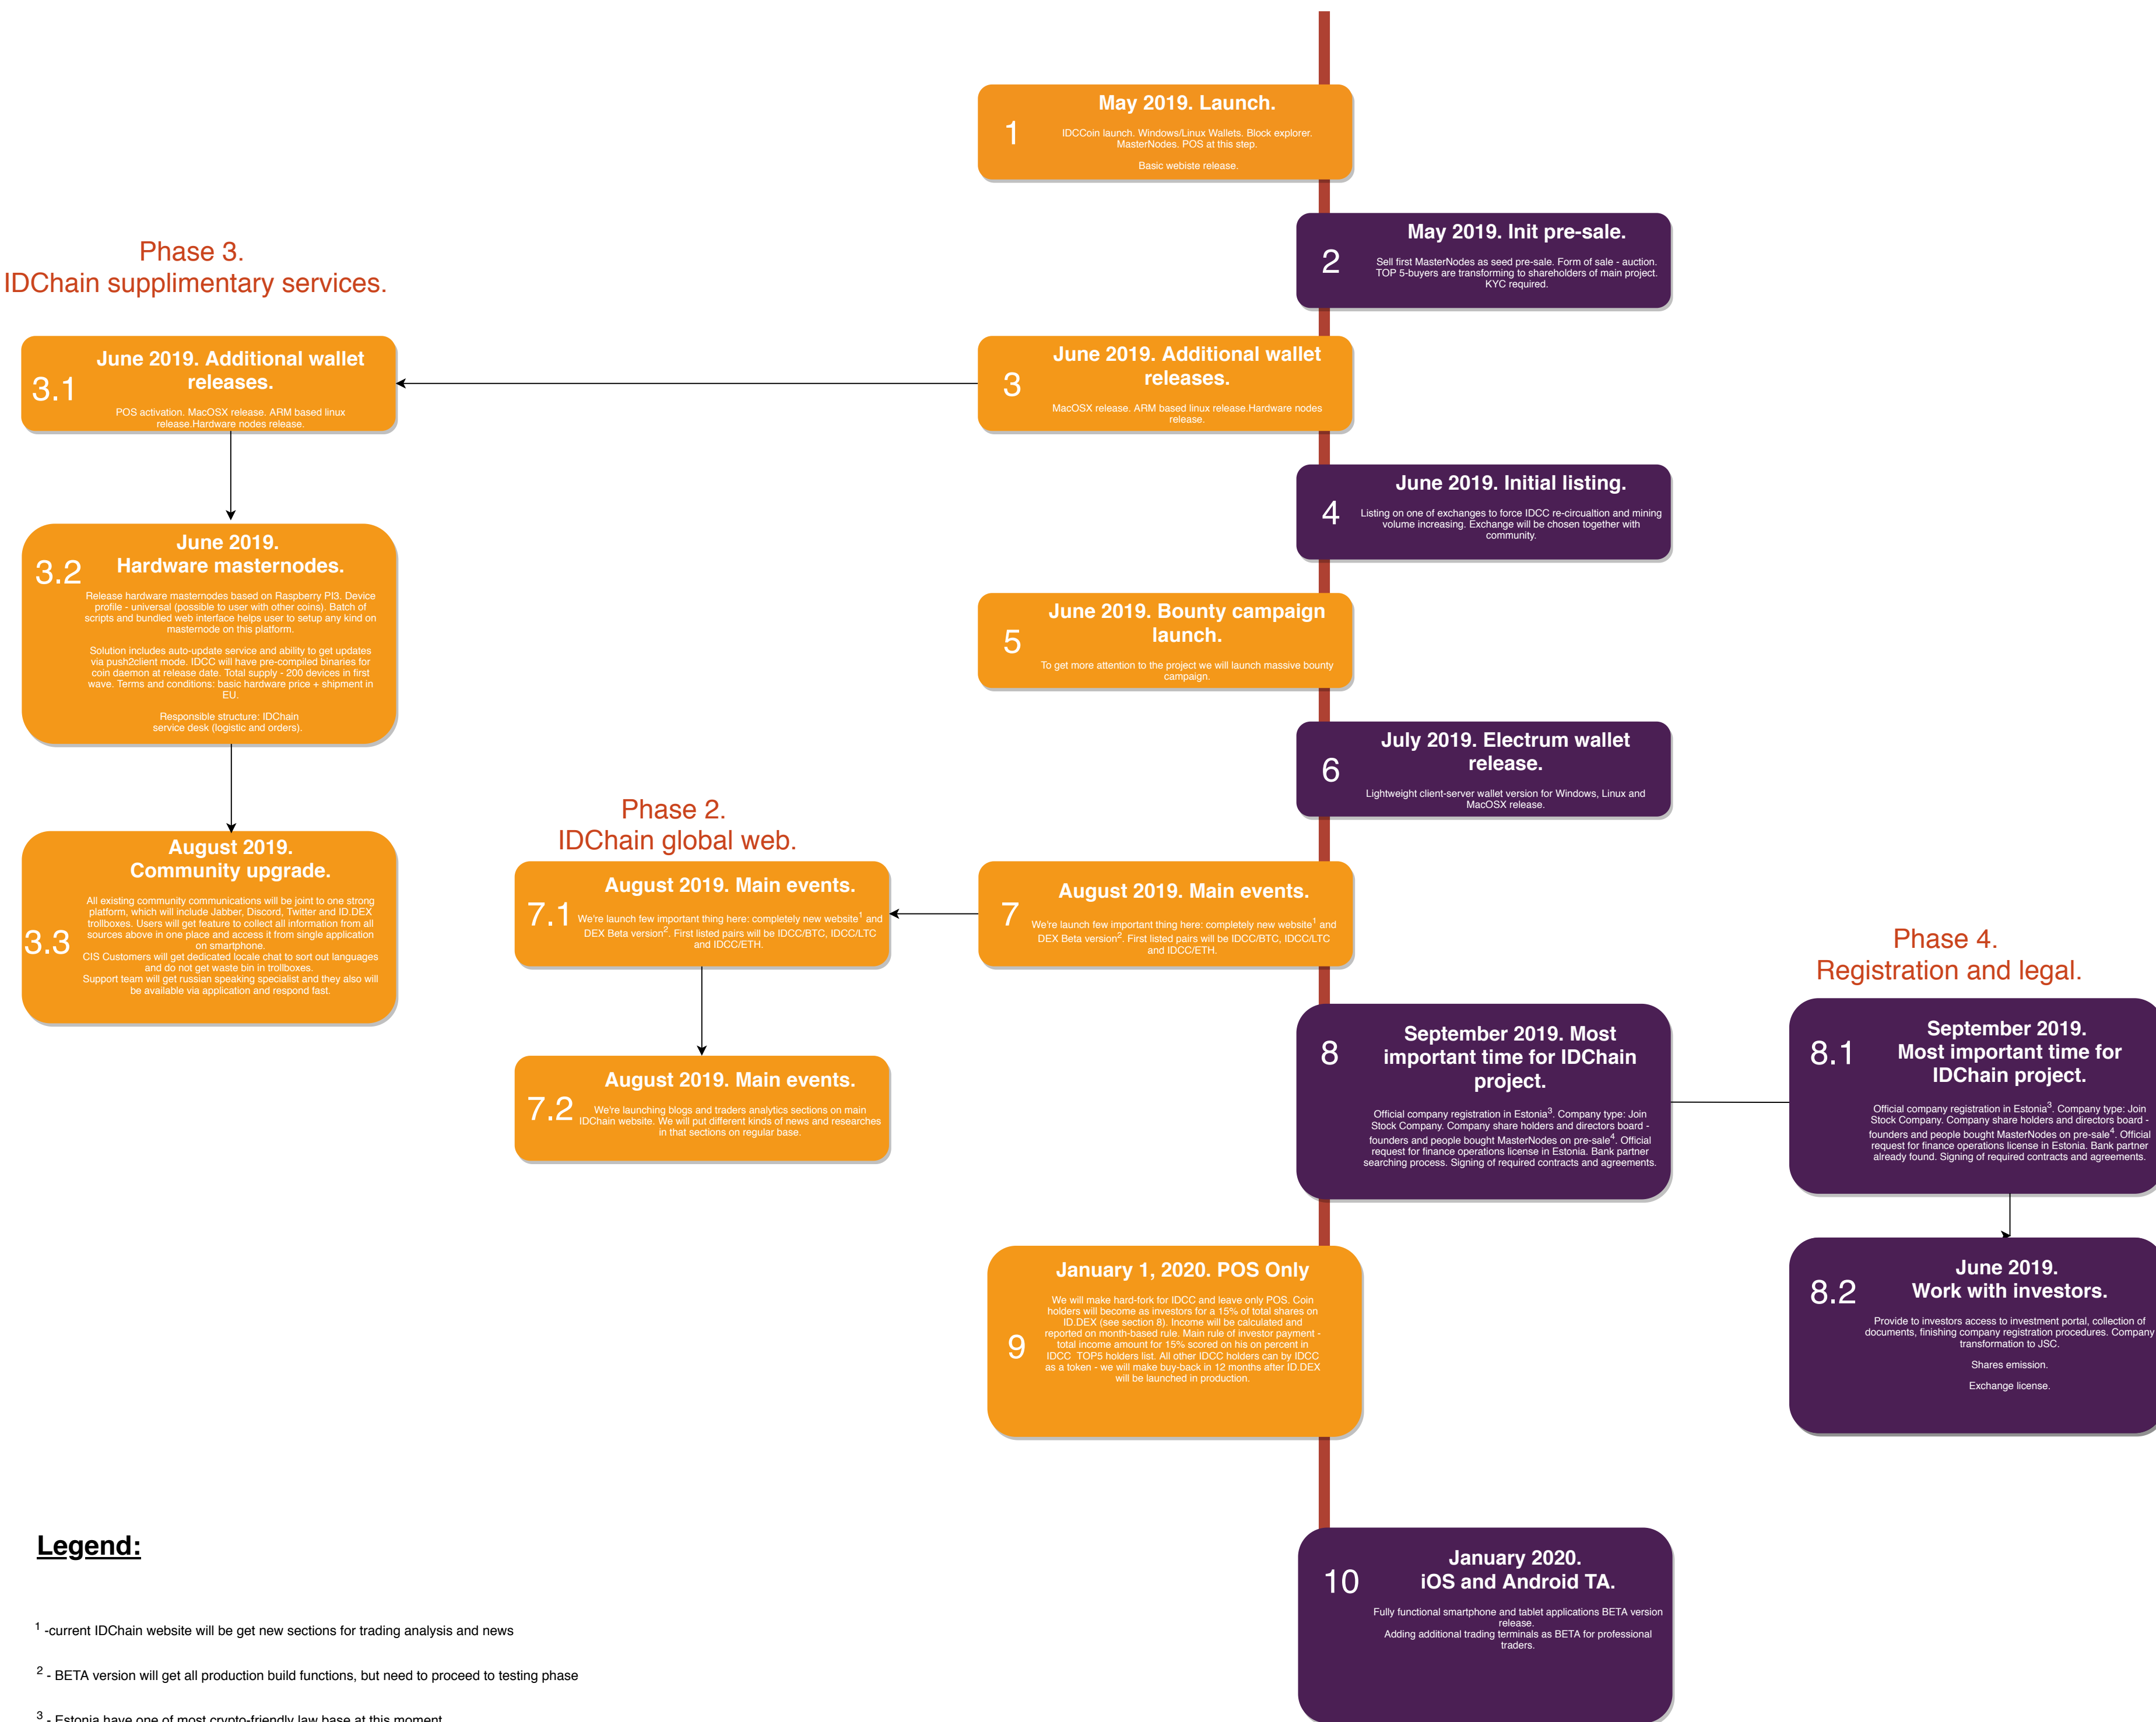 1
May 2019. Launch.
IDCCoin launch. Windows/Linux Wallets. Block explorer.
MasterNodes. POS at this step.
Basic webiste release.
2
May 2019. Init pre-sale.
Sell first MasterNodes as seed pre-sale. Form of sale - auction.
TOP 5-buyers are transforming to shareholders of main project.
KYC required.
Phase 3.
IDChain supplimentary services.
3.1
June 2019. Additional wallet
releases.
POS activation. MacOSX release. ARM based linux
release.Hardware nodes release.
3
June 2019. Additional wallet
releases.
MacOSX release. ARM based linux release.Hardware nodes
release.
4
June 2019. Initial listing.
Listing on one of exchanges to force IDCC re-circualtion and mining
volume increasing. Exchange will be chosen together with
community.
3.2
June 2019.
Hardware masternodes.
Release hardware masternodes based on Raspberry PI3. Device
profile - universal (possible to user with other coins). Batch of
scripts and bundled web interface helps user to setup any kind on
masternode on this platform.
Solution includes auto-update service and ability to get updates
via push2client mode. IDCC will have pre-compiled binaries for
coin daemon at release date. Total supply - 200 devices in first
wave. Terms and conditions: basic hardware price + shipment in
EU.
Responsible structure: IDChain
service desk (logistic and orders).
5
June 2019. Bounty campaign
launch.
To get more attention to the project we will launch massive bounty
campaign.
6
July 2019. Electrum wallet
release.
Lightweight client-server wallet version for Windows, Linux and
MacOSX release.
3.3
August 2019.
Community upgrade.
All existing community communications will be joint to one strong
platform, which will include Jabber, Discord, Twitter and ID.DEX
trollboxes. Users will get feature to collect all information from all
sources above in one place and access it from single application
on smartphone.
CIS Customers will get dedicated locale chat to sort out languages
and do not get waste bin in trollboxes.
Support team will get russian speaking specialist and they also will
be available via application and respond fast.
Phase 2.
IDChain global web.
7.1
August 2019. Main events.
We're launch few important thing here: completely new website1 and
DEX Beta version2. First listed pairs will be IDCC/BTC, IDCC/LTC
and IDCC/ETH.
7
August 2019. Main events.
We're launch few important thing here: completely new website1 and
DEX Beta version2. First listed pairs will be IDCC/BTC, IDCC/LTC
and IDCC/ETH.
7.2
August 2019. Main events.
We're launching blogs and traders analytics sections on main
IDChain website. We will put different kinds of news and researches
in that sections on regular base.
8
September 2019. Most
important time for IDChain
project.
Official company registration in Estonia3. Company type: Join
Stock Company. Company share holders and directors board -
founders and people bought MasterNodes on pre-sale4. Official
request for finance operations license in Estonia. Bank partner
searching process. Signing of required contracts and agreements.
Phase 4.
Registration and legal.
8.1
September 2019.
Most important time for
IDChain project.
Official company registration in Estonia3. Company type: Join
Stock Company. Company share holders and directors board -
founders and people bought MasterNodes on pre-sale4. Official
request for finance operations license in Estonia. Bank partner
already found. Signing of required contracts and agreements.
8.2
June 2019.
Work with investors.
Provide to investors access to investment portal, collection of
documents, finishing company registration procedures. Company
transformation to JSC.
Shares emission.
Exchange license.
9
January 1, 2020. POS Only
We will make hard-fork for IDCC and leave only POS. Coin
holders will become as investors for a 15% of total shares on
ID.DEX (see section 8). Income will be calculated and
reported on month-based rule. Main rule of investor payment -
total income amount for 15% scored on his on percent in
IDCC  TOP5 holders list. All other IDCC holders can by IDCC
as a token - we will make buy-back in 12 months after ID.DEX
will be launched in production.
10
January 2020.
iOS and Android TA.
Fully functional smartphone and tablet applications BETA version
release.
Adding additional trading terminals as BETA for professional
traders.
Legend:
1 -current IDChain website will be get new sections for trading analysis and news
2 - BETA version will get all production build functions, but need to proceed to testing phase
3 - Estonia have one of most crypto-friendly law base at this moment